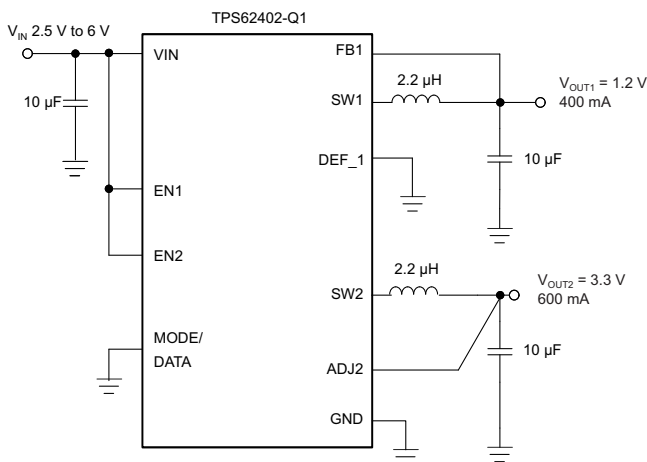 TPS62402-Q1
V_IN 2.5 V to 6 V
VIN
FB1
2.2 µH
SW1
V_OUT1 = 1.2 V
400 mA
10 µF
DEF_1
10 µF
EN1
EN2
2.2 µH
SW2
V_OUT2 = 3.3 V
600 mA
MODE/
DATA
10 µF
ADJ2
GND